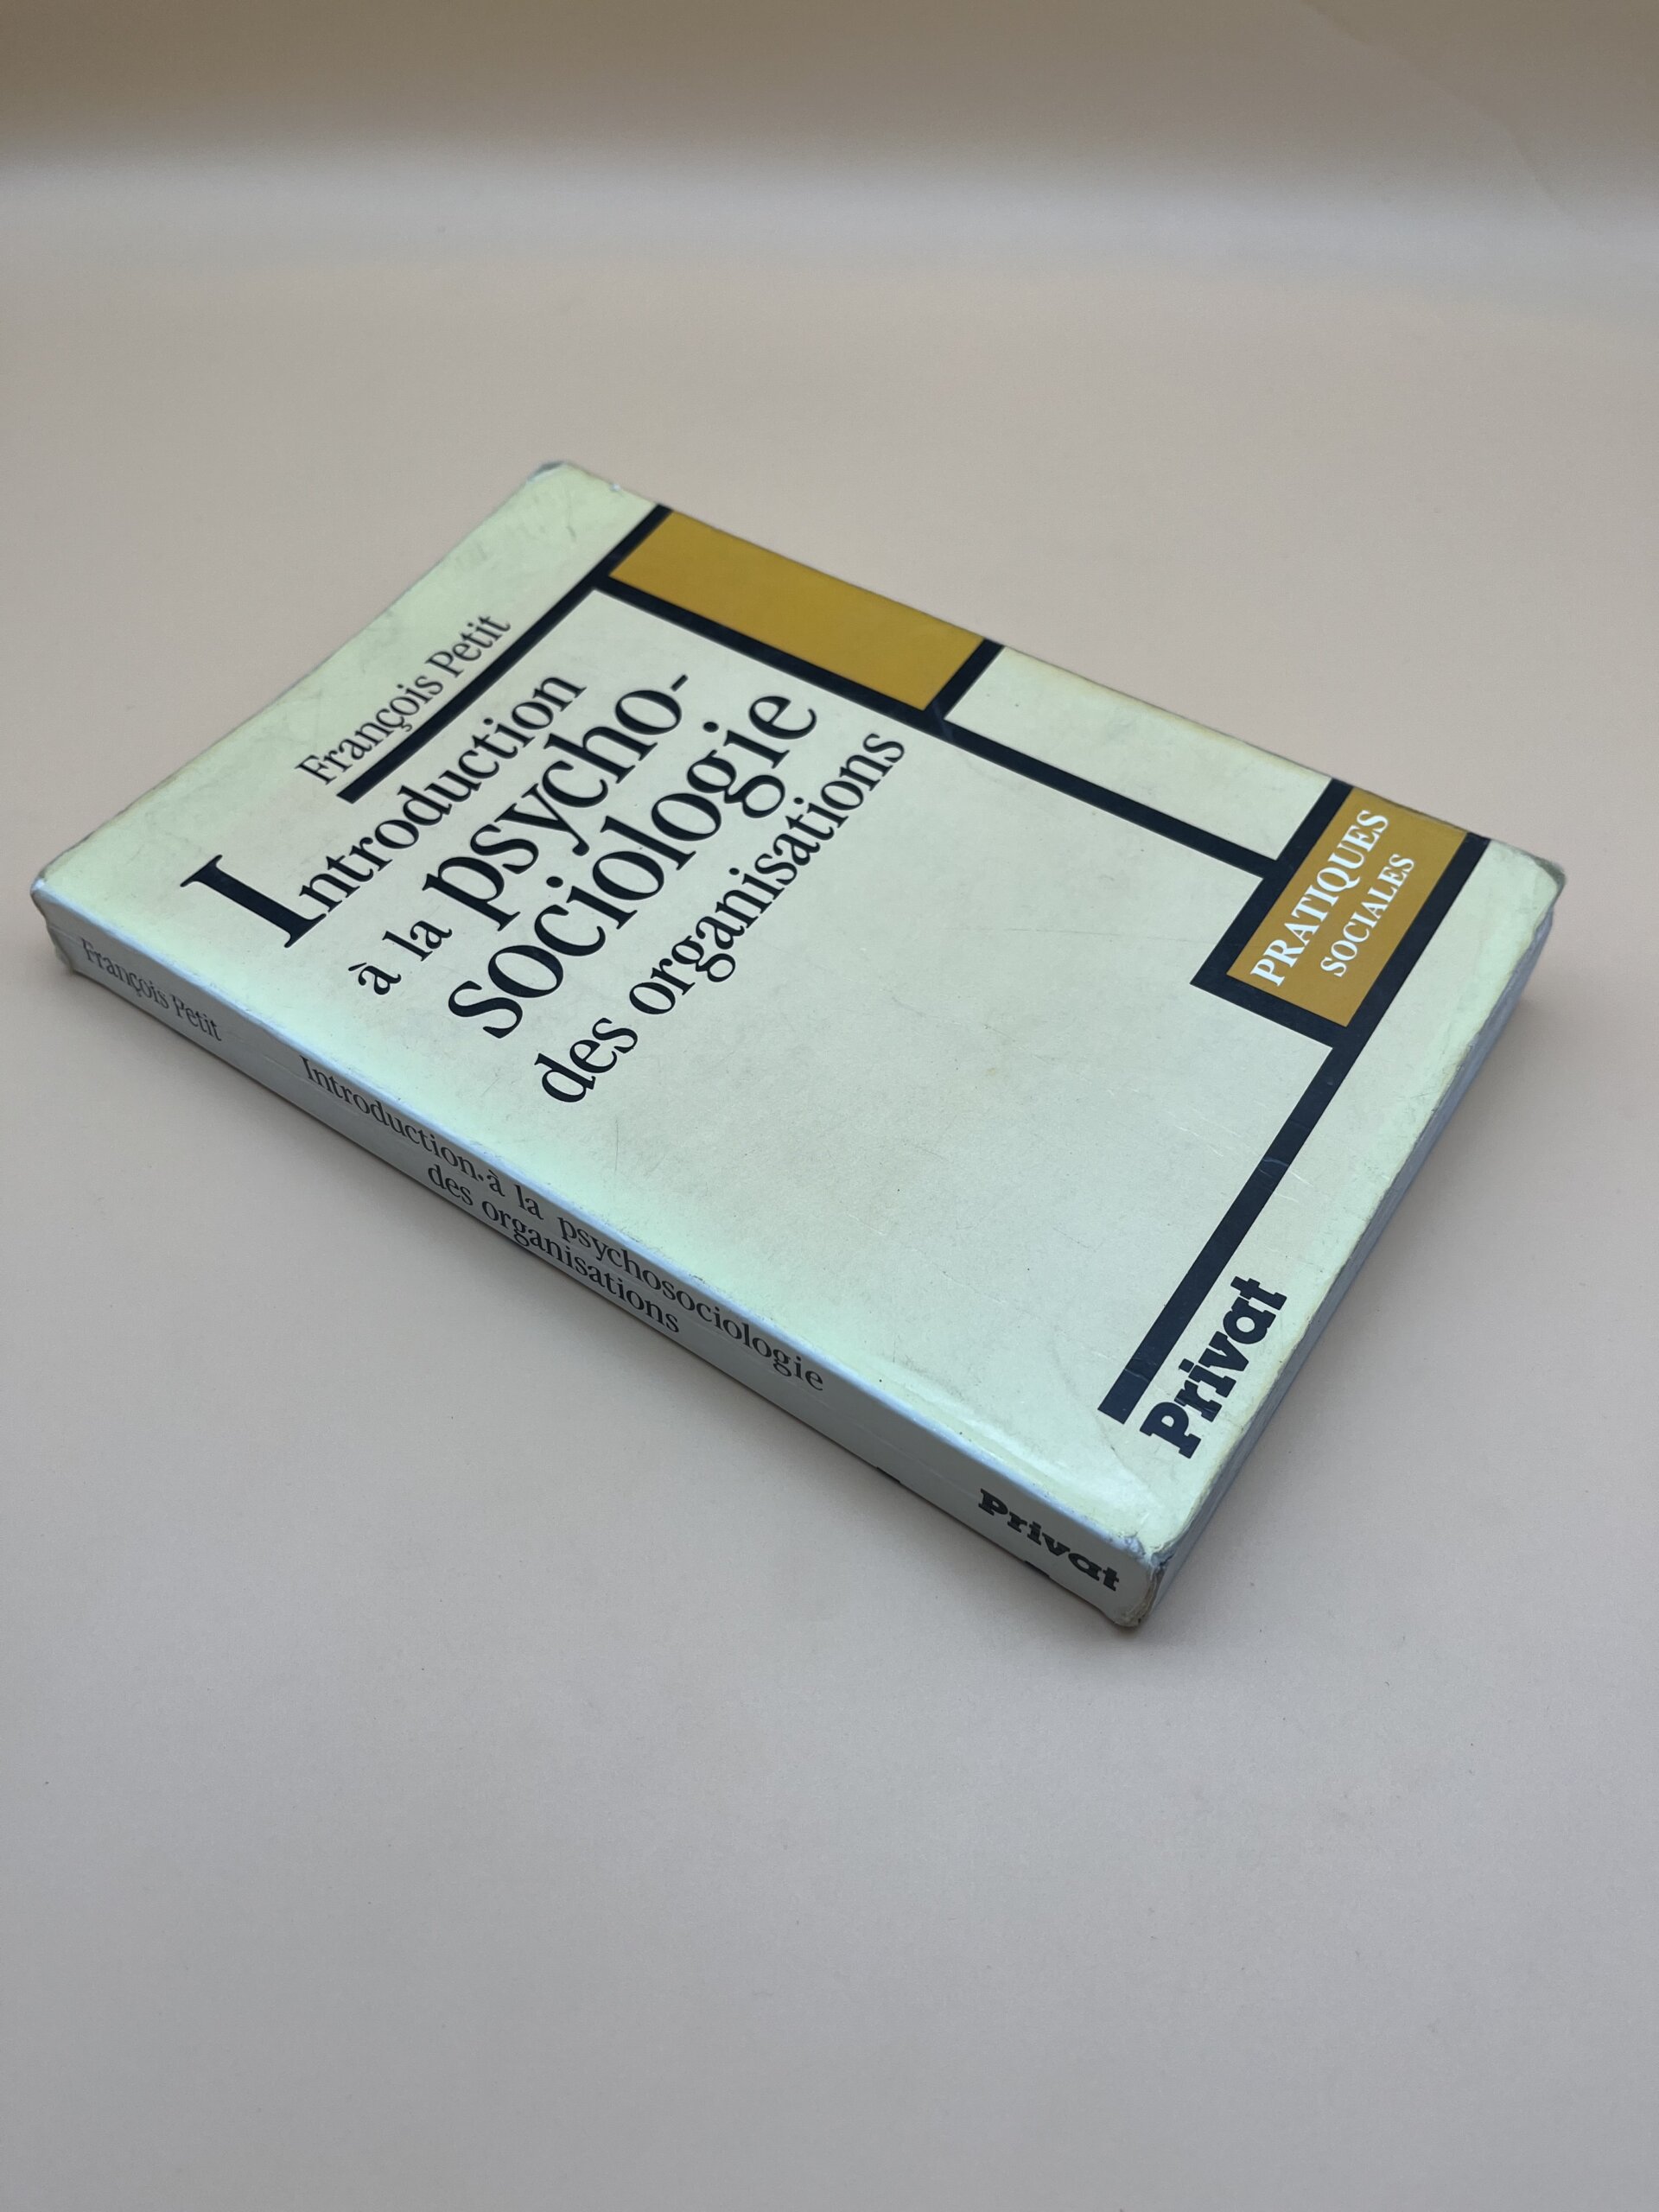 François Petit
Introduction
à la psycho-
sociologie
des organisations
PRATIQUES
SOCIALES
Privat
François Petit
Introduction à la psychosociologie
des organisations
Privat